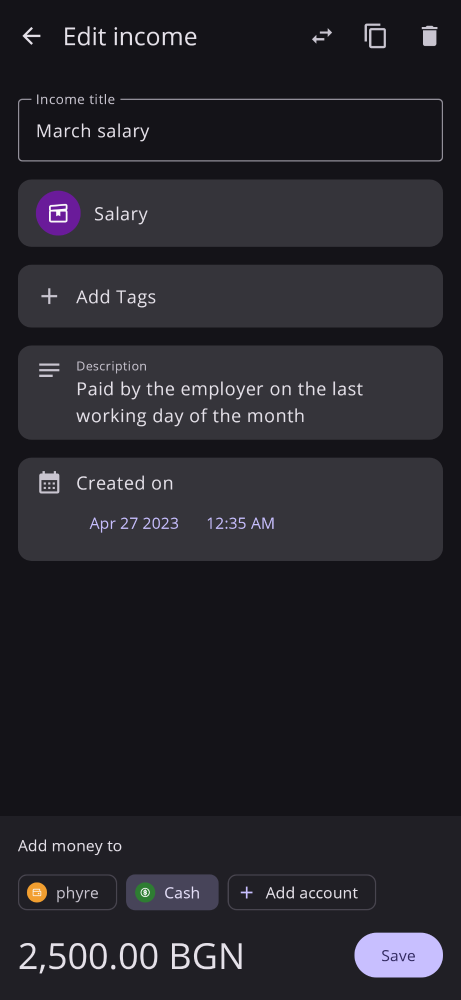 Edit income
Income title
March salary
Salary
Add Tags
Description
Paid by the employer on the last
working day of the month
Created on
Apr 27 2023 12:35 AM
Add money to
phyre Cash Add account
2,500.00 BGN Save